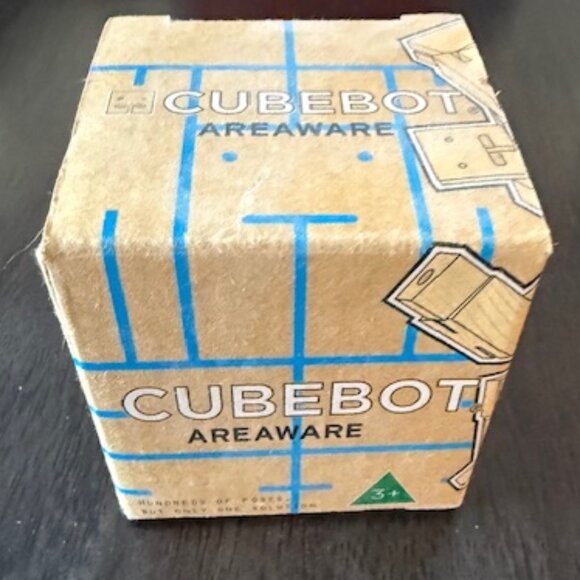 CUBEBOT
AREAWARE
CUBEBOT
AREAWARE
HUNDREDS OF POSES,
BUT ONLY ONE SOLUTION
3+